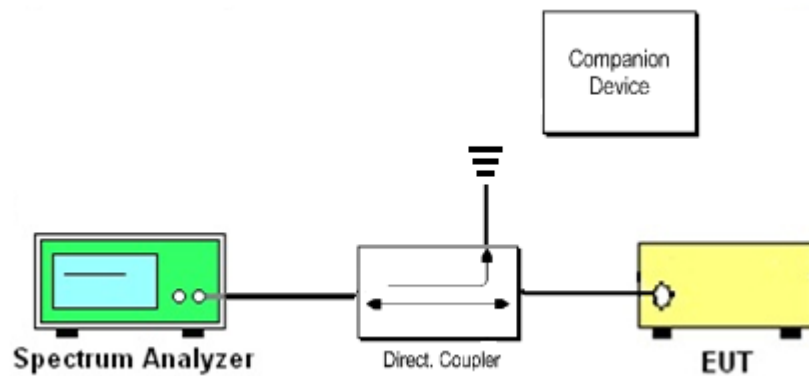 Companion
Device
Spectrum Analyzer
Direct. Coupler
EUT